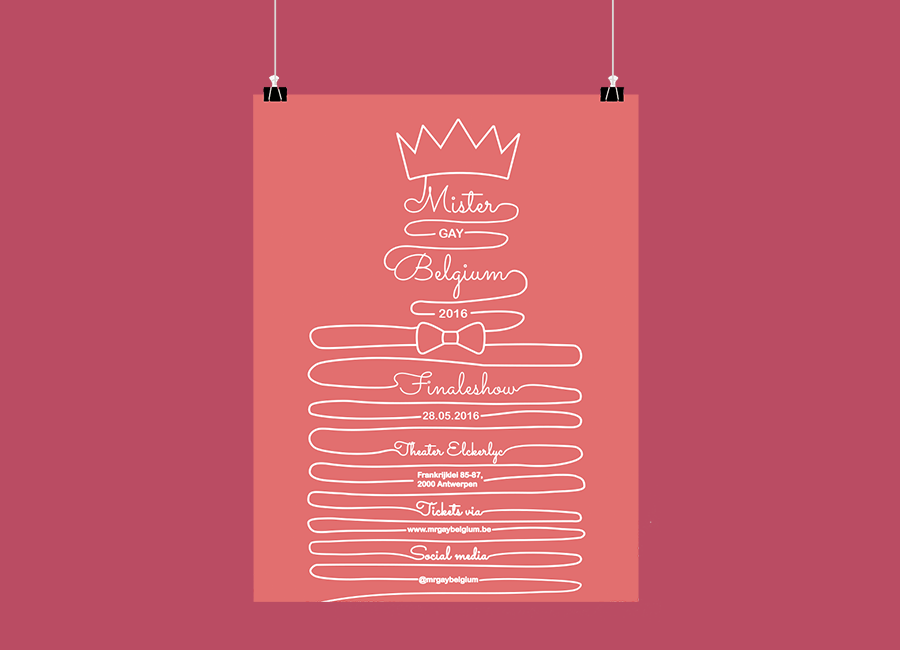 Mister
GAY
Belgium
2016
Finaleshow
28.05.2016
Theater Elckerlyc
Frankrijklei 85-87,
2000 Antwerpen
Tickets via
www.mrgaybelgium.be
Social media
@mrgaybelgium